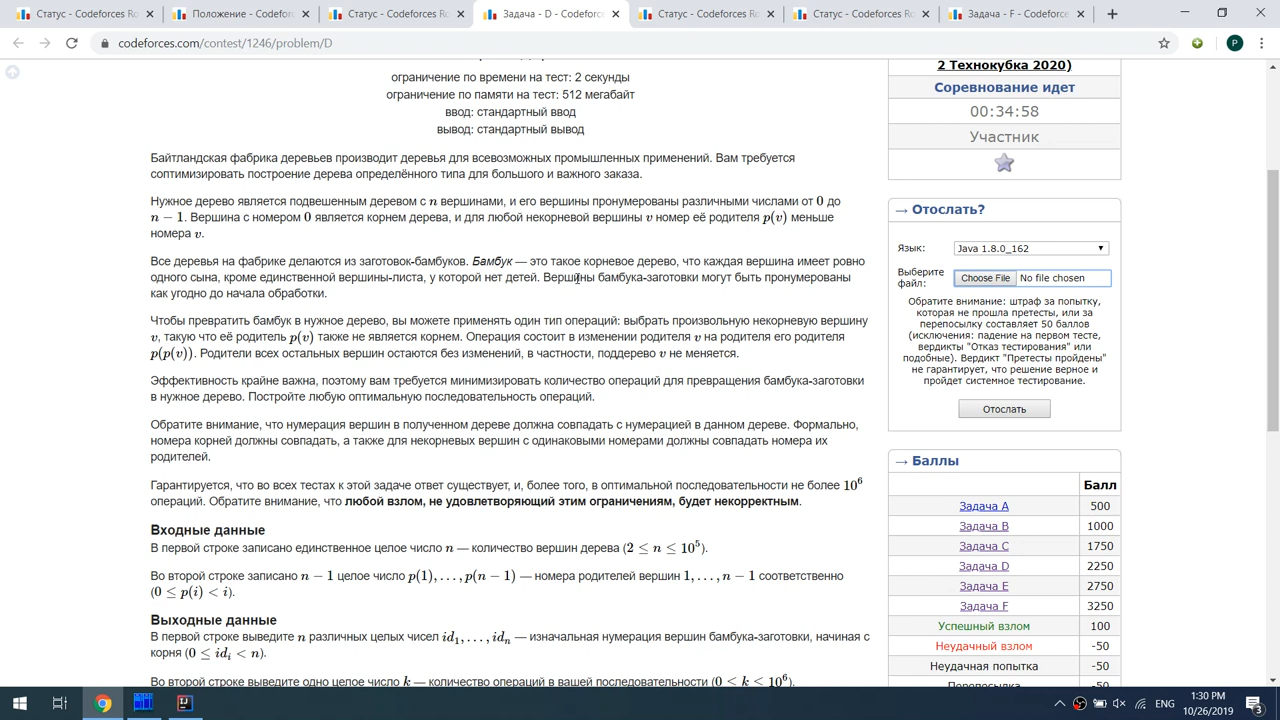 Статус - Codeforces Ro
Положение - Codeforc
Статус - Codeforces Ro
Задача - D - Codeforce
Статус - Codeforces Ro
Статус - Codeforces Ro
Задача - F - Codeforce
codeforces.com/contest/1246/problem/D
P
ограничение по времени на тест: 2 секунды
ограничение по памяти на тест: 512 мегабайт
ввод: стандартный ввод
вывод: стандартный вывод
Байтландская фабрика деревьев производит деревья для всевозможных промышленных применений. Вам требуется
соптимизировать построение дерева определённого типа для большого и важного заказа.
Нужное дерево является подвешенным деревом с n вершинами, и его вершины пронумерованы различными числами от 0 до
n − 1. Вершина с номером 0 является корнем дерева, и для любой некорневой вершины v номер её родителя p(v) меньше
номера v.
Все деревья на фабрике делаются из заготовок-бамбуков. Бамбук — это такое корневое дерево, что каждая вершина имеет ровно
одного сына, кроме единственной вершины-листа, у которой нет детей. Вершины бамбука-заготовки могут быть пронумерованы
как угодно до начала обработки.
Чтобы превратить бамбук в нужное дерево, вы можете применять один тип операций: выбрать произвольную некорневую вершину
v, такую что её родитель p(v) также не является корнем. Операция состоит в изменении родителя v на родителя его родителя
p(p(v)). Родители всех остальных вершин остаются без изменений, в частности, поддерево v не меняется.
Эффективность крайне важна, поэтому вам требуется минимизировать количество операций для превращения бамбука-заготовки
в нужное дерево. Постройте любую оптимальную последовательность операций.
Обратите внимание, что нумерация вершин в полученном дереве должна совпадать с нумерацией в данном дереве. Формально,
номера корней должны совпадать, а также для некорневых вершин с одинаковыми номерами должны совпадать номера их
родителей.
Гарантируется, что во всех тестах к этой задаче ответ существует, и, более того, в оптимальной последовательности не более 10⁶
операций. Обратите внимание, что любой взлом, не удовлетворяющий этим ограничениям, будет некорректным.
Входные данные
В первой строке записано единственное целое число n — количество вершин дерева (2 ≤ n ≤ 10⁵).
Во второй строке записано n − 1 целое число p(1), . . . , p(n − 1) — номера родителей вершин 1, . . . , n − 1 соответственно
(0 ≤ p(i) < i).
Выходные данные
В первой строке выведите n различных целых чисел id₁, . . . , idₙ — изначальная нумерация вершин бамбука-заготовки, начиная с
корня (0 ≤ idᵢ < n).
Во второй строке выведите одно целое число k — количество операций в вашей последовательности (0 ≤ k ≤ 10⁶).
2 Технокубка 2020)
Соревнование идет
00:34:58
Участник
→ Отослать?
Язык: Java 1.8.0_162
Выберите
файл: Choose File No file chosen
Обратите внимание: штраф за попытку,
которая не прошла претесты, или за
перепосылку составляет 50 баллов
(исключения: падение на первом тесте,
вердикты "Отказ тестирования" или
подобные). Вердикт "Претесты пройдены"
не гарантирует, что решение верное и
пройдет системное тестирование.
Отослать
→ Баллы
Балл
Задача A 500
Задача B 1000
Задача C 1750
Задача D 2250
Задача E 2750
Задача F 3250
Успешный взлом 100
Неудачный взлом -50
Неудачная попытка -50
Перепосылка -50
ENG
1:30 PM
10/26/2019
3